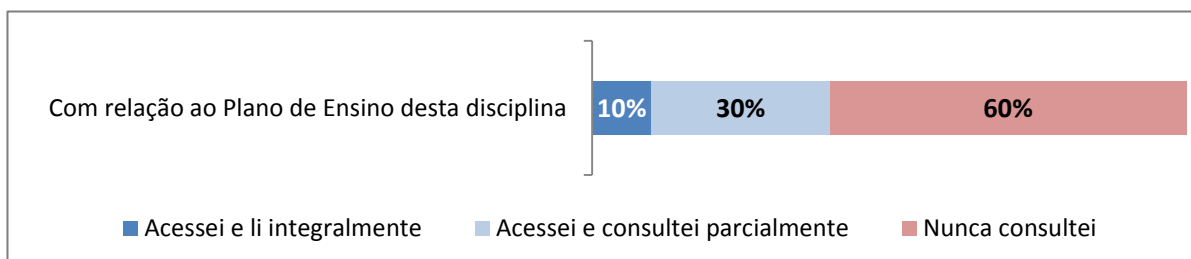 Com relação ao Plano de Ensino desta disciplina 10% 30% 60%
Acessei e li integralmente Acessei e consultei parcialmente Nunca consultei